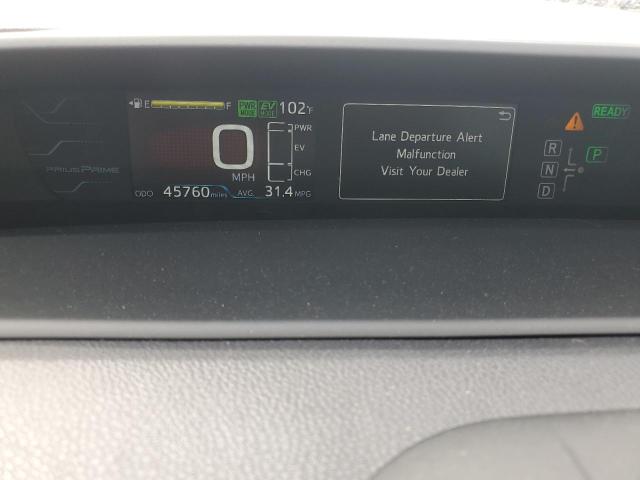 E F PWR MODE EV MODE 102°F
0
MPH
PWR
EV
CHG
ODO 45760 miles AVG. 31.4 MPG
PRIUS PRIME
Lane Departure Alert
Malfunction
Visit Your Dealer
READY
R
P
N
D